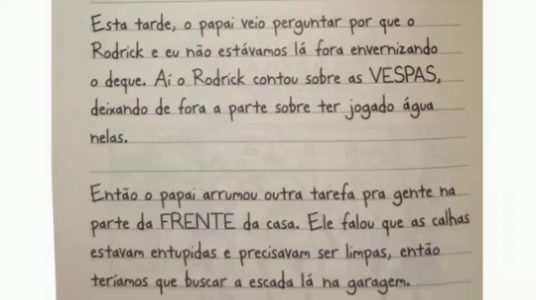 Esta tarde, o papai veio perguntar por que o
Rodrick e eu não estávamos lá fora envernizando
o deque. Aí o Rodrick contou sobre as VESPAS,
deixando de fora a parte sobre ter jogado água
nelas.
Então o papai arrumou outra tarefa pra gente na
parte da FRENTE da casa. Ele falou que as calhas
estavam entupidas e precisavam ser limpas, então
teríamos que buscar a escada lá na garagem.